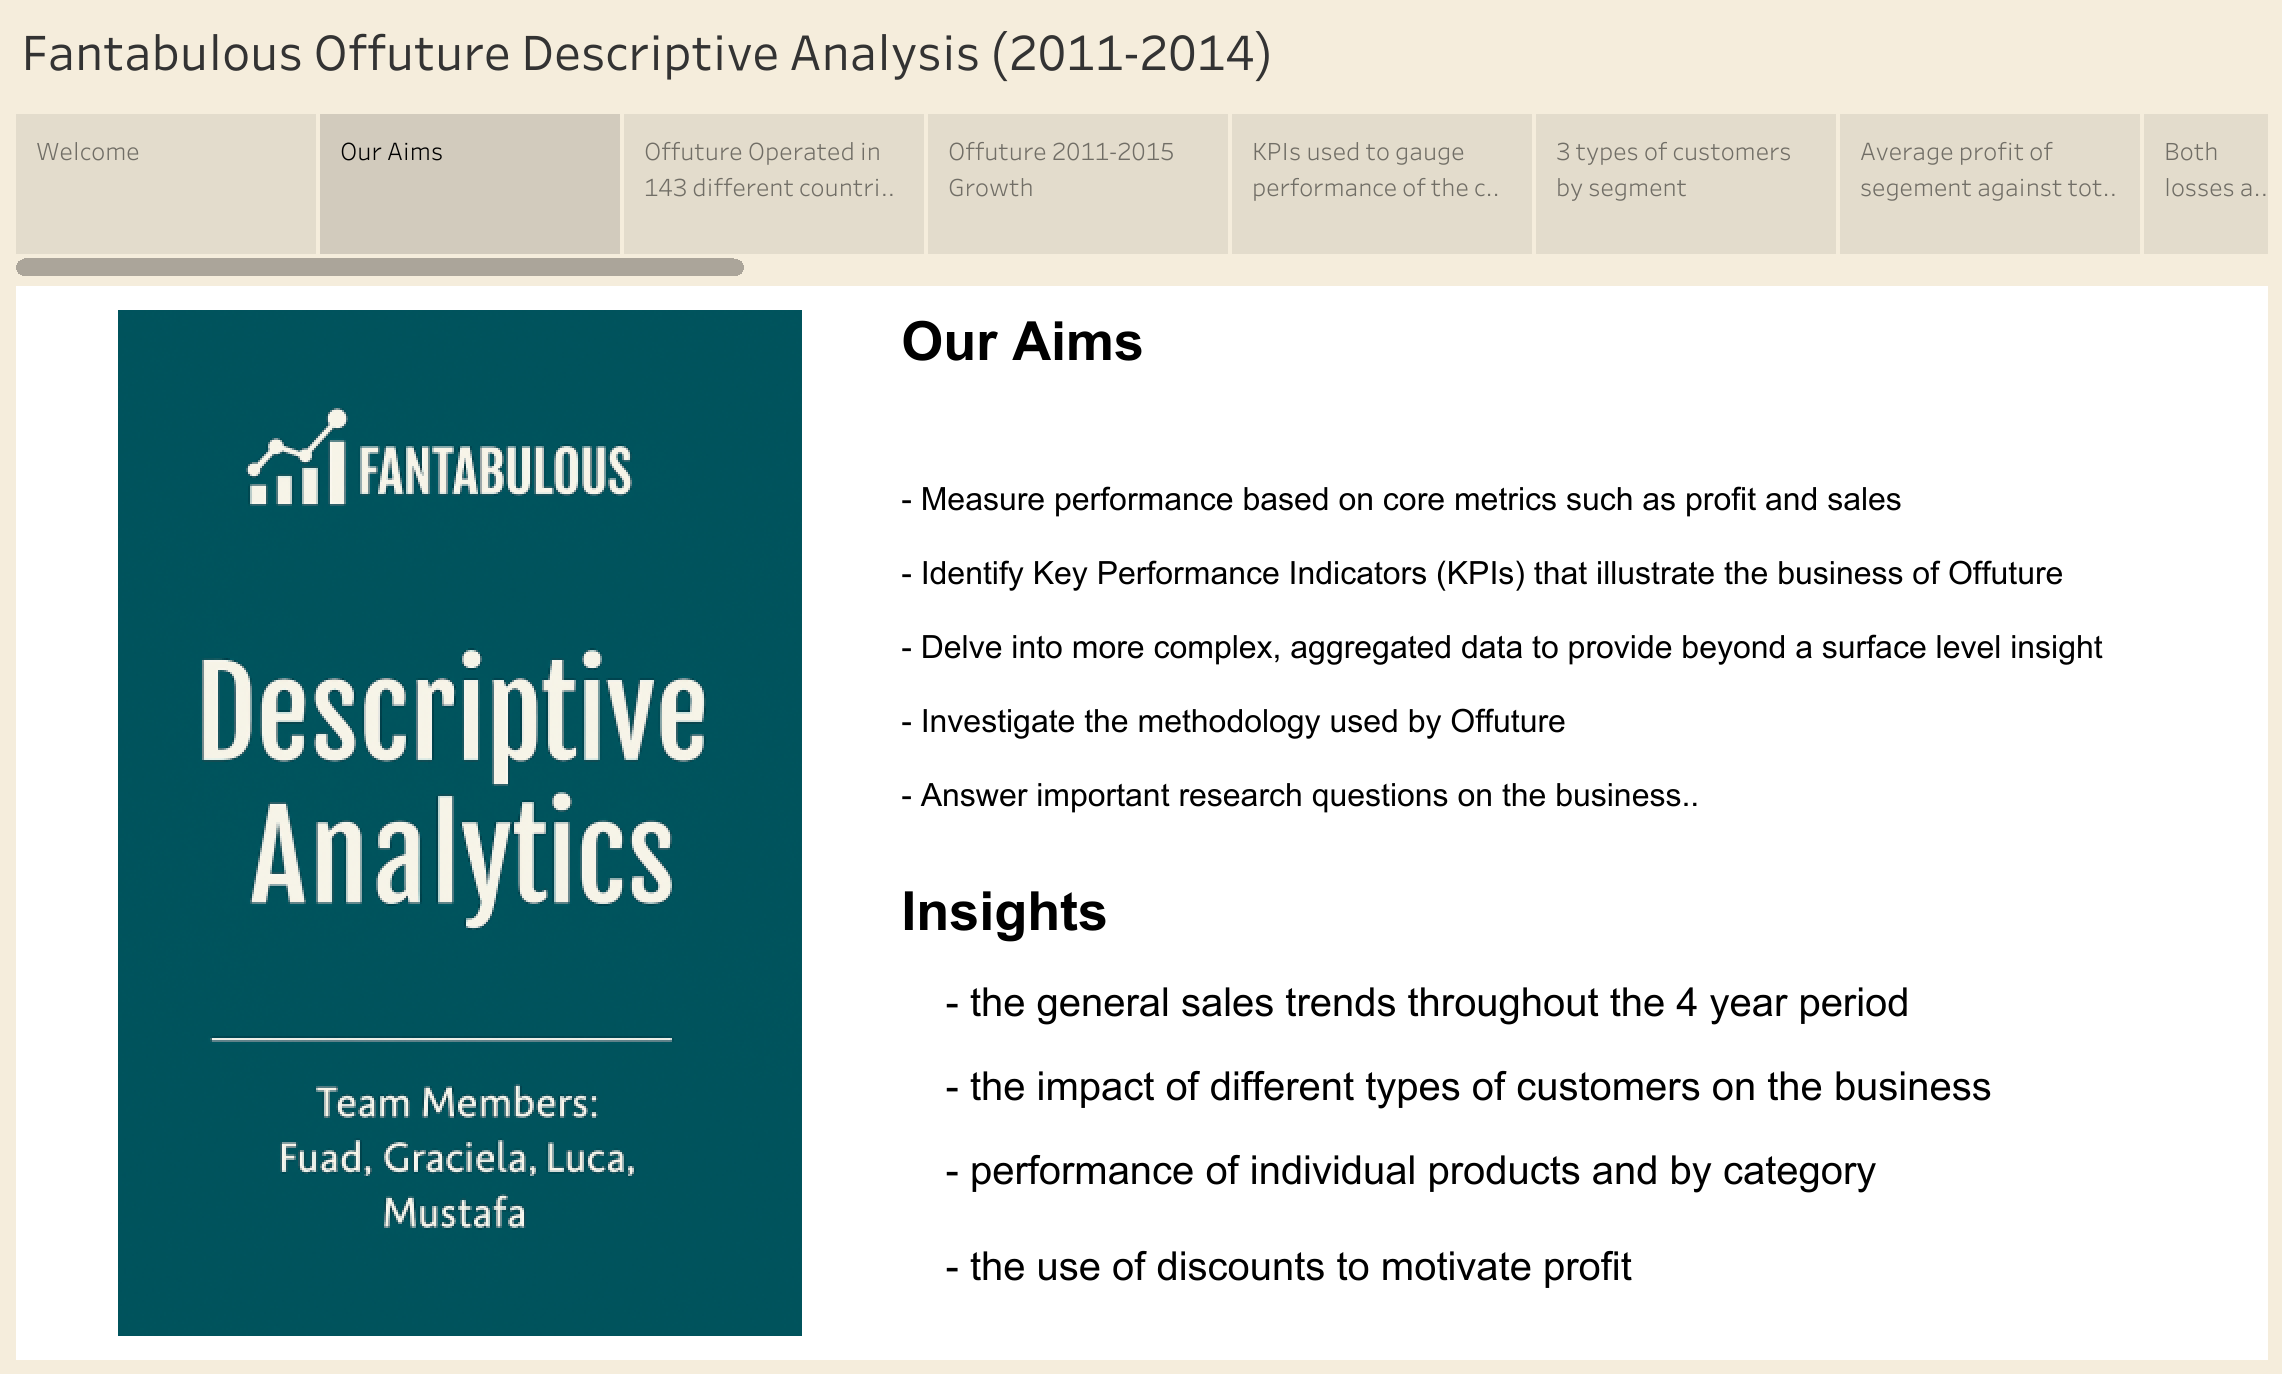 Fantabulous Offuture Descriptive Analysis (2011-2014)
Welcome
Our Aims
Offuture Operated in
143 different countri..
Offuture 2011-2015
Growth
KPIs used to gauge
performance of the c..
3 types of customers
by segment
Average profit of
segement against tot..
Both
losses a..
FANTABULOUS
Descriptive
Analytics
Team Members:
Fuad, Graciela, Luca,
Mustafa
Our Aims
- Measure performance based on core metrics such as profit and sales
- Identify Key Performance Indicators (KPIs) that illustrate the business of Offuture
- Delve into more complex, aggregated data to provide beyond a surface level insight
- Investigate the methodology used by Offuture
- Answer important research questions on the business..
Insights
- the general sales trends throughout the 4 year period
- the impact of different types of customers on the business
- performance of individual products and by category
- the use of discounts to motivate profit